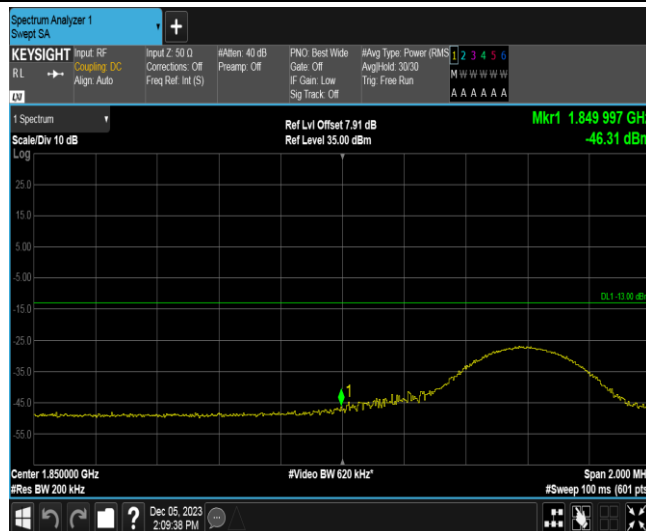 Spectrum Analyzer 1
Swept SA
KEYSIGHT
RL
LXI
Input: RF
Coupling: DC
Align: Auto
Input Z: 50 Ω
Corrections: Off
Freq Ref: Int (S)
#Atten: 40 dB
Preamp: Off
PNO: Best Wide
Gate: Off
IF Gain: Low
Sig Track: Off
#Avg Type: Power (RMS
Avg|Hold: 30/30
Trig: Free Run
1 2 3 4 5 6
M W W W W W
A A A A A A
1 Spectrum
Scale/Div 10 dB
Ref Lvl Offset 7.91 dB
Ref Level 35.00 dBm
Mkr1 1.849 997 GHz
-46.31 dBm
Log
25.0
15.0
5.00
-5.00
DL1 -13.00 dBm
-15.0
-25.0
-35.0
1
-45.0
-55.0
Center 1.850000 GHz
#Res BW 200 kHz
#Video BW 620 kHz*
Span 2.000 MH
#Sweep 100 ms (601 pts
Dec 05, 2023
2:09:38 PM